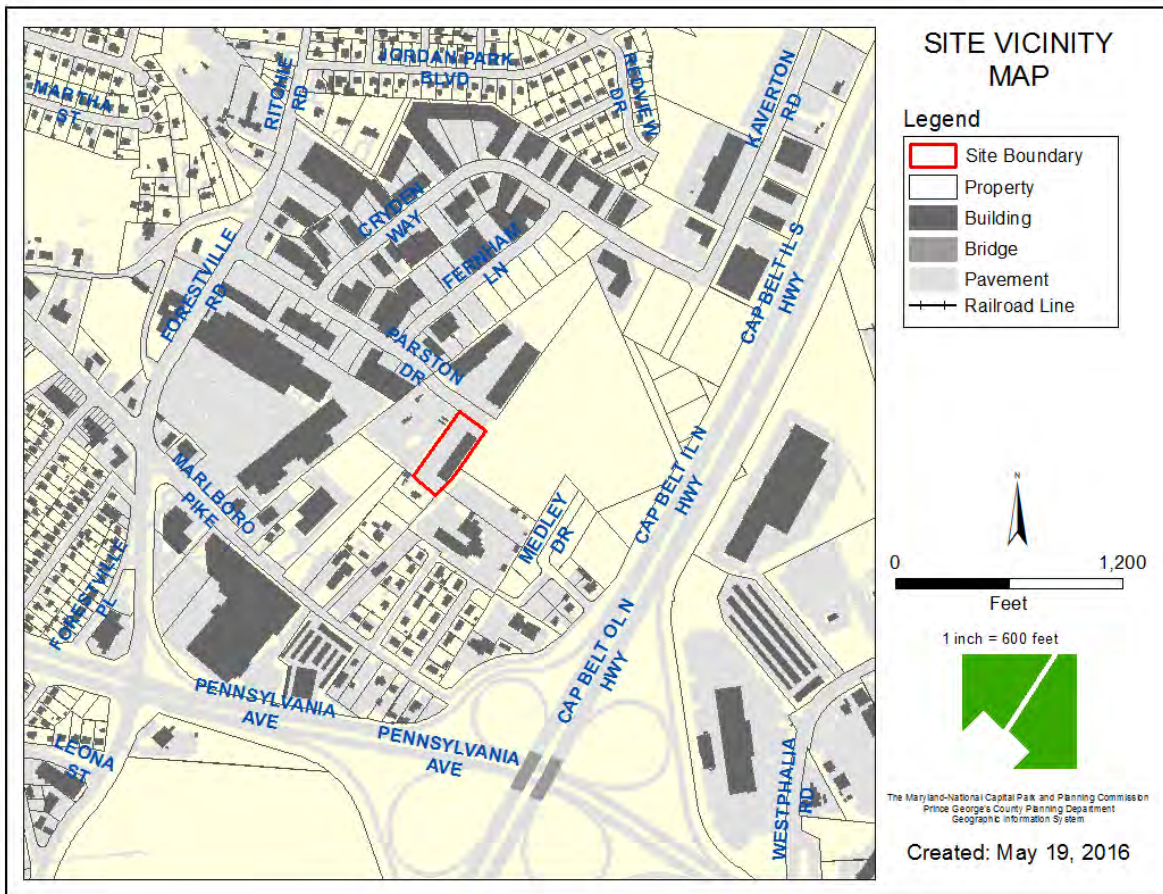 SITE VICINITY
MAP
Legend
Site Boundary
Property
Building
Bridge
Pavement
Railroad Line
N
0 1,200
Feet
1 inch = 600 feet
The Maryland-National Capital Park and Planning Commission
Prince George's County Planning Department
Geographic Information System
Created: May 19, 2016
JORDAN PARK
BLVD
MARTHA
ST
RITCHIE
RD
REDVIEW
DR
KAVERTON
RD
CRYDEN
WAY
FERNHAM
LN
FORESTVILLE
RD
PARSTON
DR
CAP BELT IL S
HWY
CAP BELT IL N
HWY
MARLBORO
PIKE
MEDLEY
DR
FORESTVILLE
PL
CAP BELT OL N
HWY
PENNSYLVANIA
AVE
PENNSYLVANIA
AVE
LEONA
ST
WESTPHALIA
RD